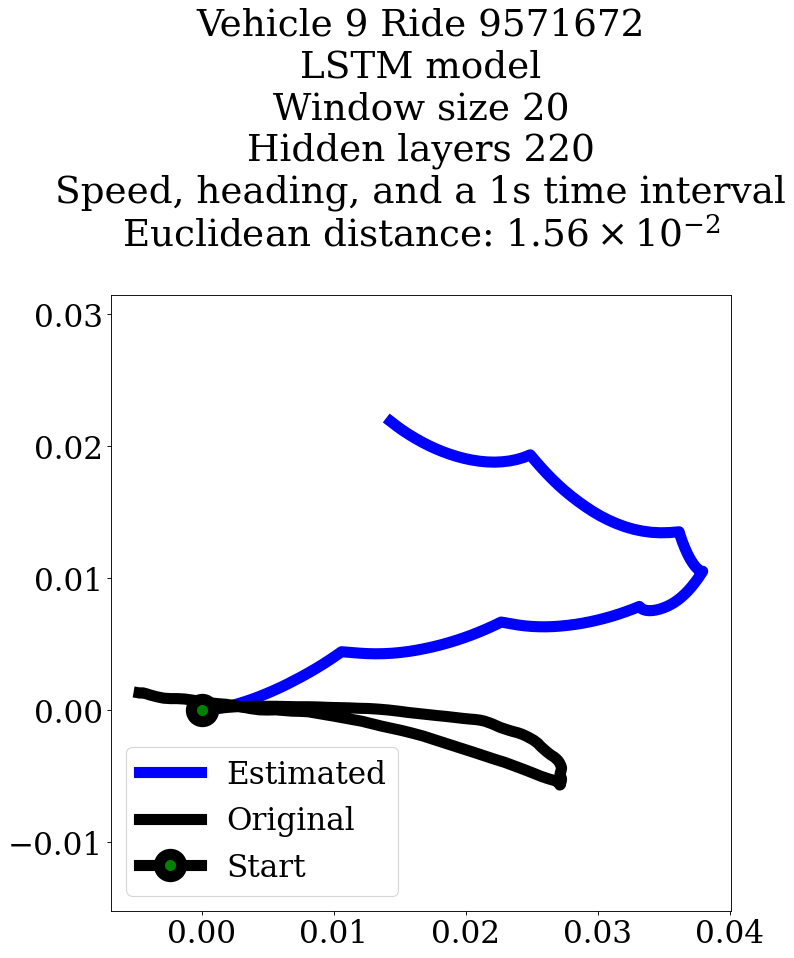 Vehicle 9 Ride 9571672
LSTM model
Window size 20
Hidden layers 220
Speed, heading, and a 1s time interval
Euclidean distance: 1.56 × 10⁻²
0.03
0.02
0.01
0.00
−0.01
Estimated
Original
Start
0.00 0.01 0.02 0.03 0.04